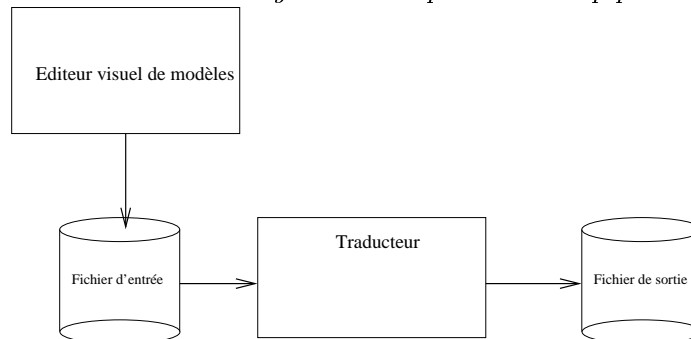 Editeur visuel de modèles
Traducteur
Fichier d'entrée
Fichier de sortie